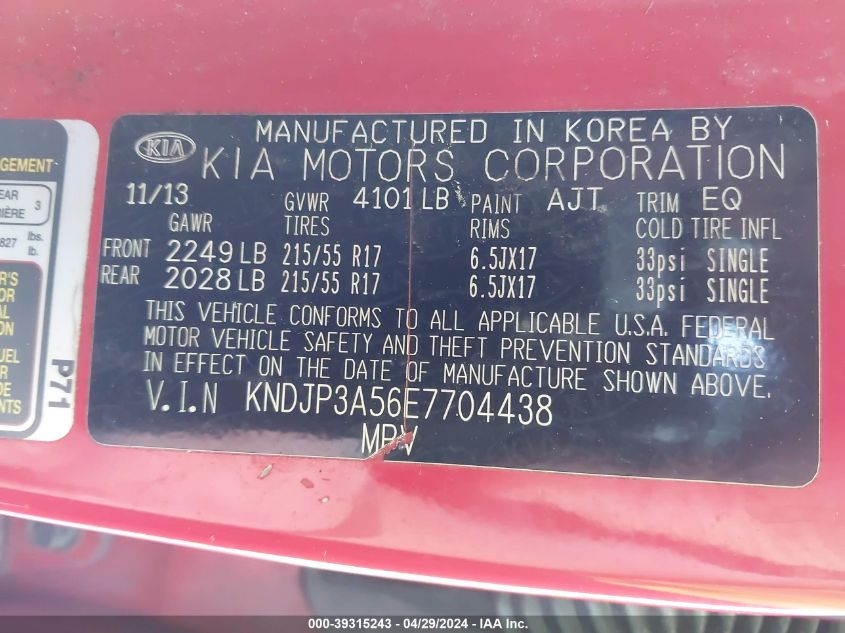 MANUFACTURED IN KOREA BY
KIA KIA MOTORS CORPORATION
11/13 GVWR 4101 LB PAINT AJT TRIM EQ
GAWR TIRES RIMS COLD TIRE INFL
FRONT 2249 LB 215/55 R17 6.5JX17 33psi SINGLE
REAR 2028 LB 215/55 R17 6.5JX17 33psi SINGLE
THIS VEHICLE CONFORMS TO ALL APPLICABLE U.S.A. FEDERAL
MOTOR VEHICLE SAFETY AND THEFT PREVENTION STANDARDS
IN EFFECT ON THE DATE OF MANUFACTURE SHOWN ABOVE.
V.I.N KNDJP3A56E7704438
MPV
3
827 lbs.
lb.
P71
000-39315243 - 04/29/2024 - IAA, Inc.